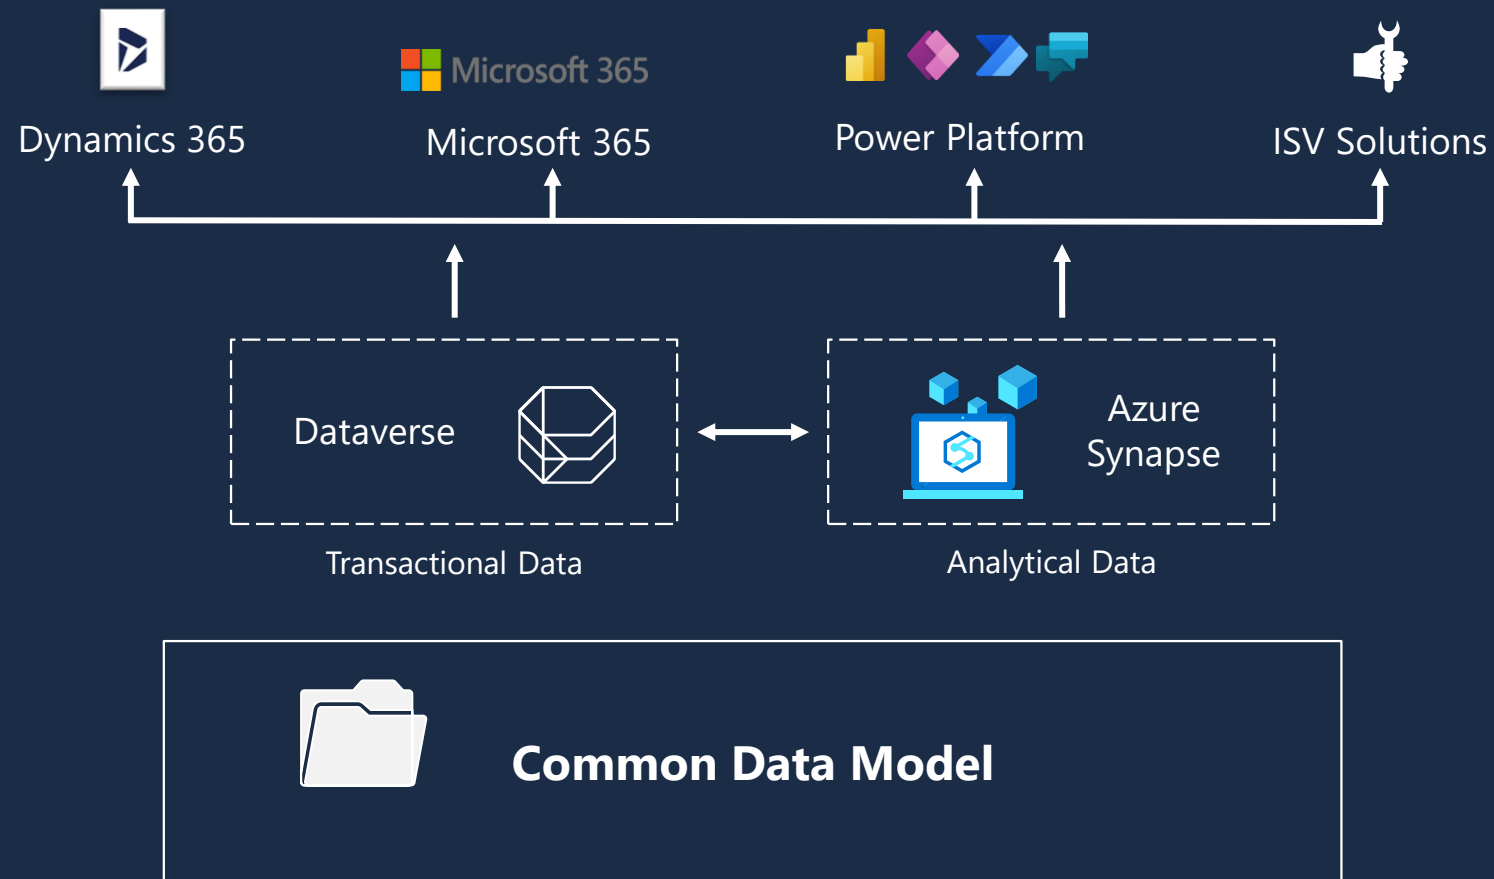 Microsoft 365
Dynamics 365
Microsoft 365
Power Platform
ISV Solutions
Dataverse
Azure
Synapse
Transactional Data
Analytical Data
Common Data Model